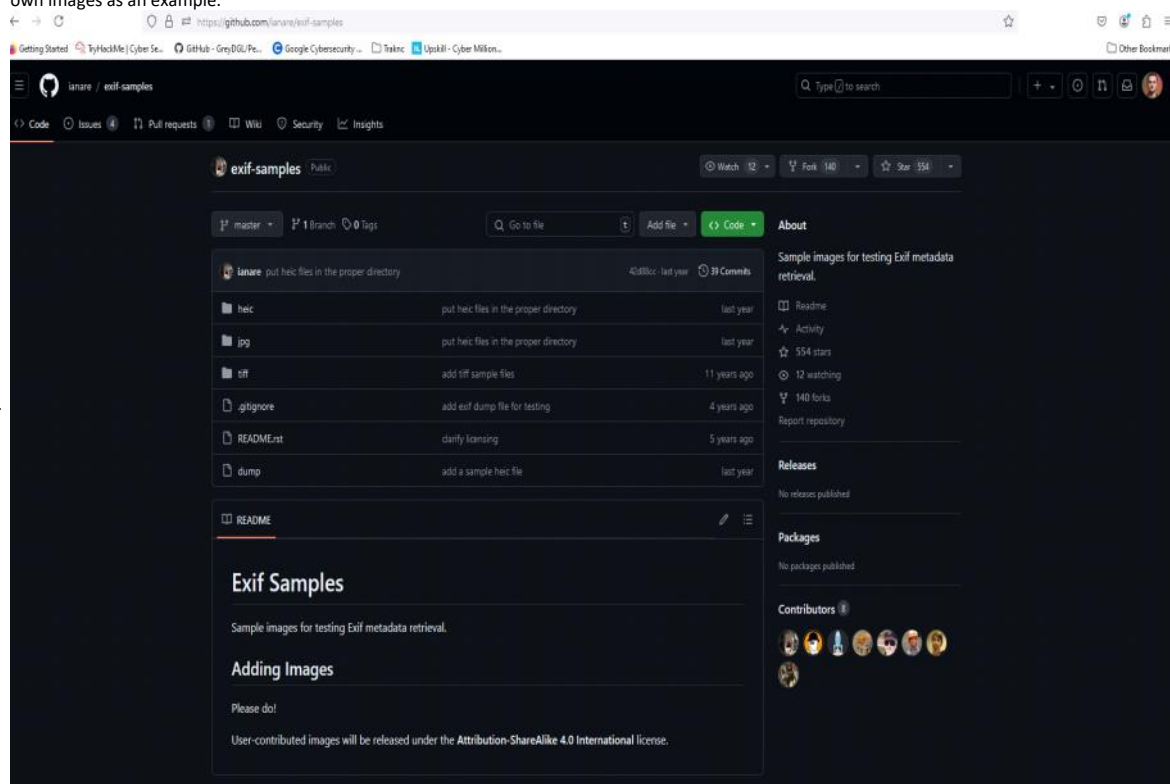 own images as an example.
https://github.com/ianare/exif-samples
Getting Started TryHackMe | Cyber Se... GitHub - GreyDGL/Pe... Google Cybersecurity ... Traknc Upskill - Cyber Million... Other Bookmar
ianare / exif-samples Type / to search
Code Issues 4 Pull requests 1 Wiki Security Insights
exif-samples Public Watch 12 Fork 140 Star 554
master 1 Branch 0 Tags Go to file t Add file Code
About
Sample images for testing Exif metadata
retrieval.
ianare put heic files in the proper directory last year 39 Commits
heic put heic files in the proper directory last year
jpg put heic files in the proper directory last year
tiff add tiff sample files 11 years ago
.gitignore add exif dump file for testing 4 years ago
README.rst clarify licensing 5 years ago
dump add a sample heic file last year
Readme
Activity
554 stars
12 watching
140 forks
Report repository
Releases
No releases published
Packages
No packages published
Contributors 8
README
Exif Samples
Sample images for testing Exif metadata retrieval.
Adding Images
Please do!
User-contributed images will be released under the Attribution-ShareAlike 4.0 International license.